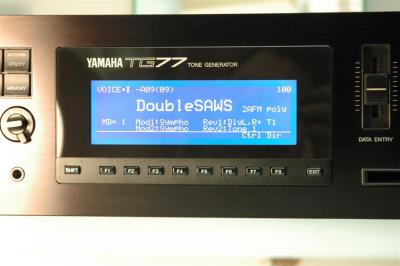 YAMAHA TG77 TONE GENERATOR
UTILITY
MEMORY
VOICE•I -A09(09) 100
DoubleSAWS 2AFM poly
MD= 1 Mod1:Sympho Rev1:DlyL,R+ T1
Mod2:Sympho Rev2:Tone 1
Ctrl Dir
DATA ENTRY
SHIFT F1 F2 F3 F4 F5 F6 F7 F8 EXIT